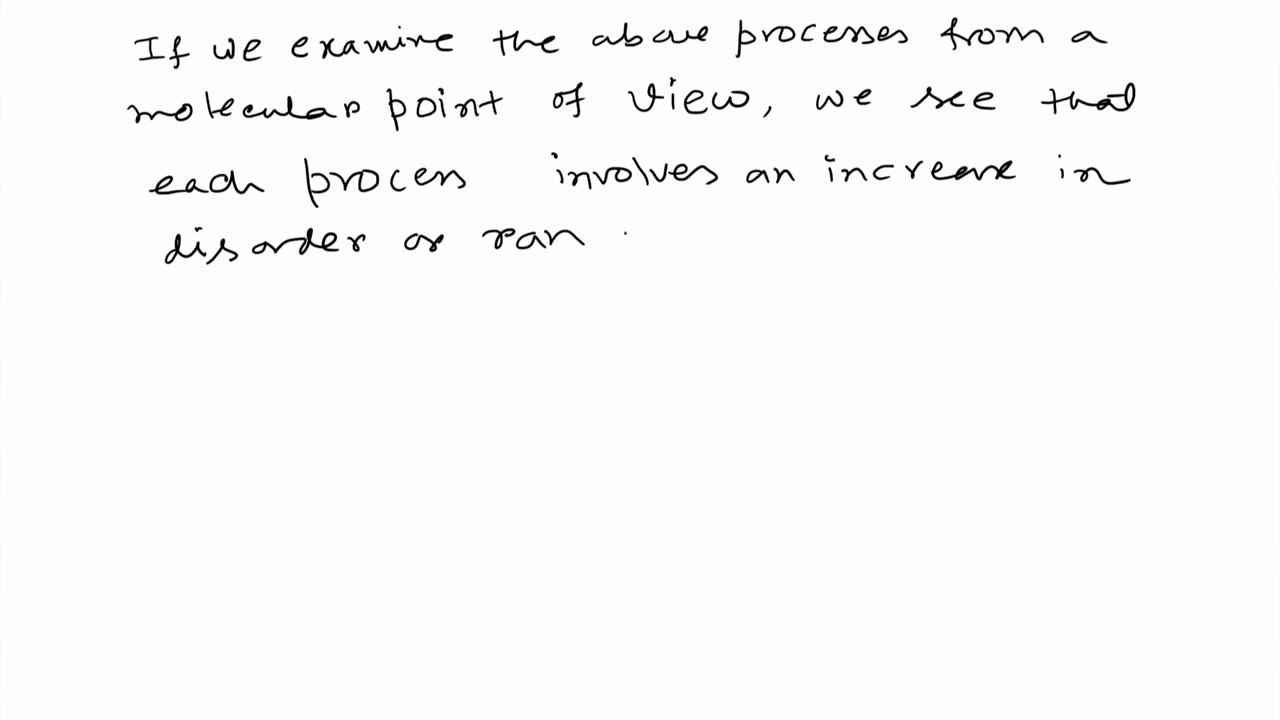 If we examine the above processes from a
molecular point of view, we see that
each process involves an increase in
disorder or ran